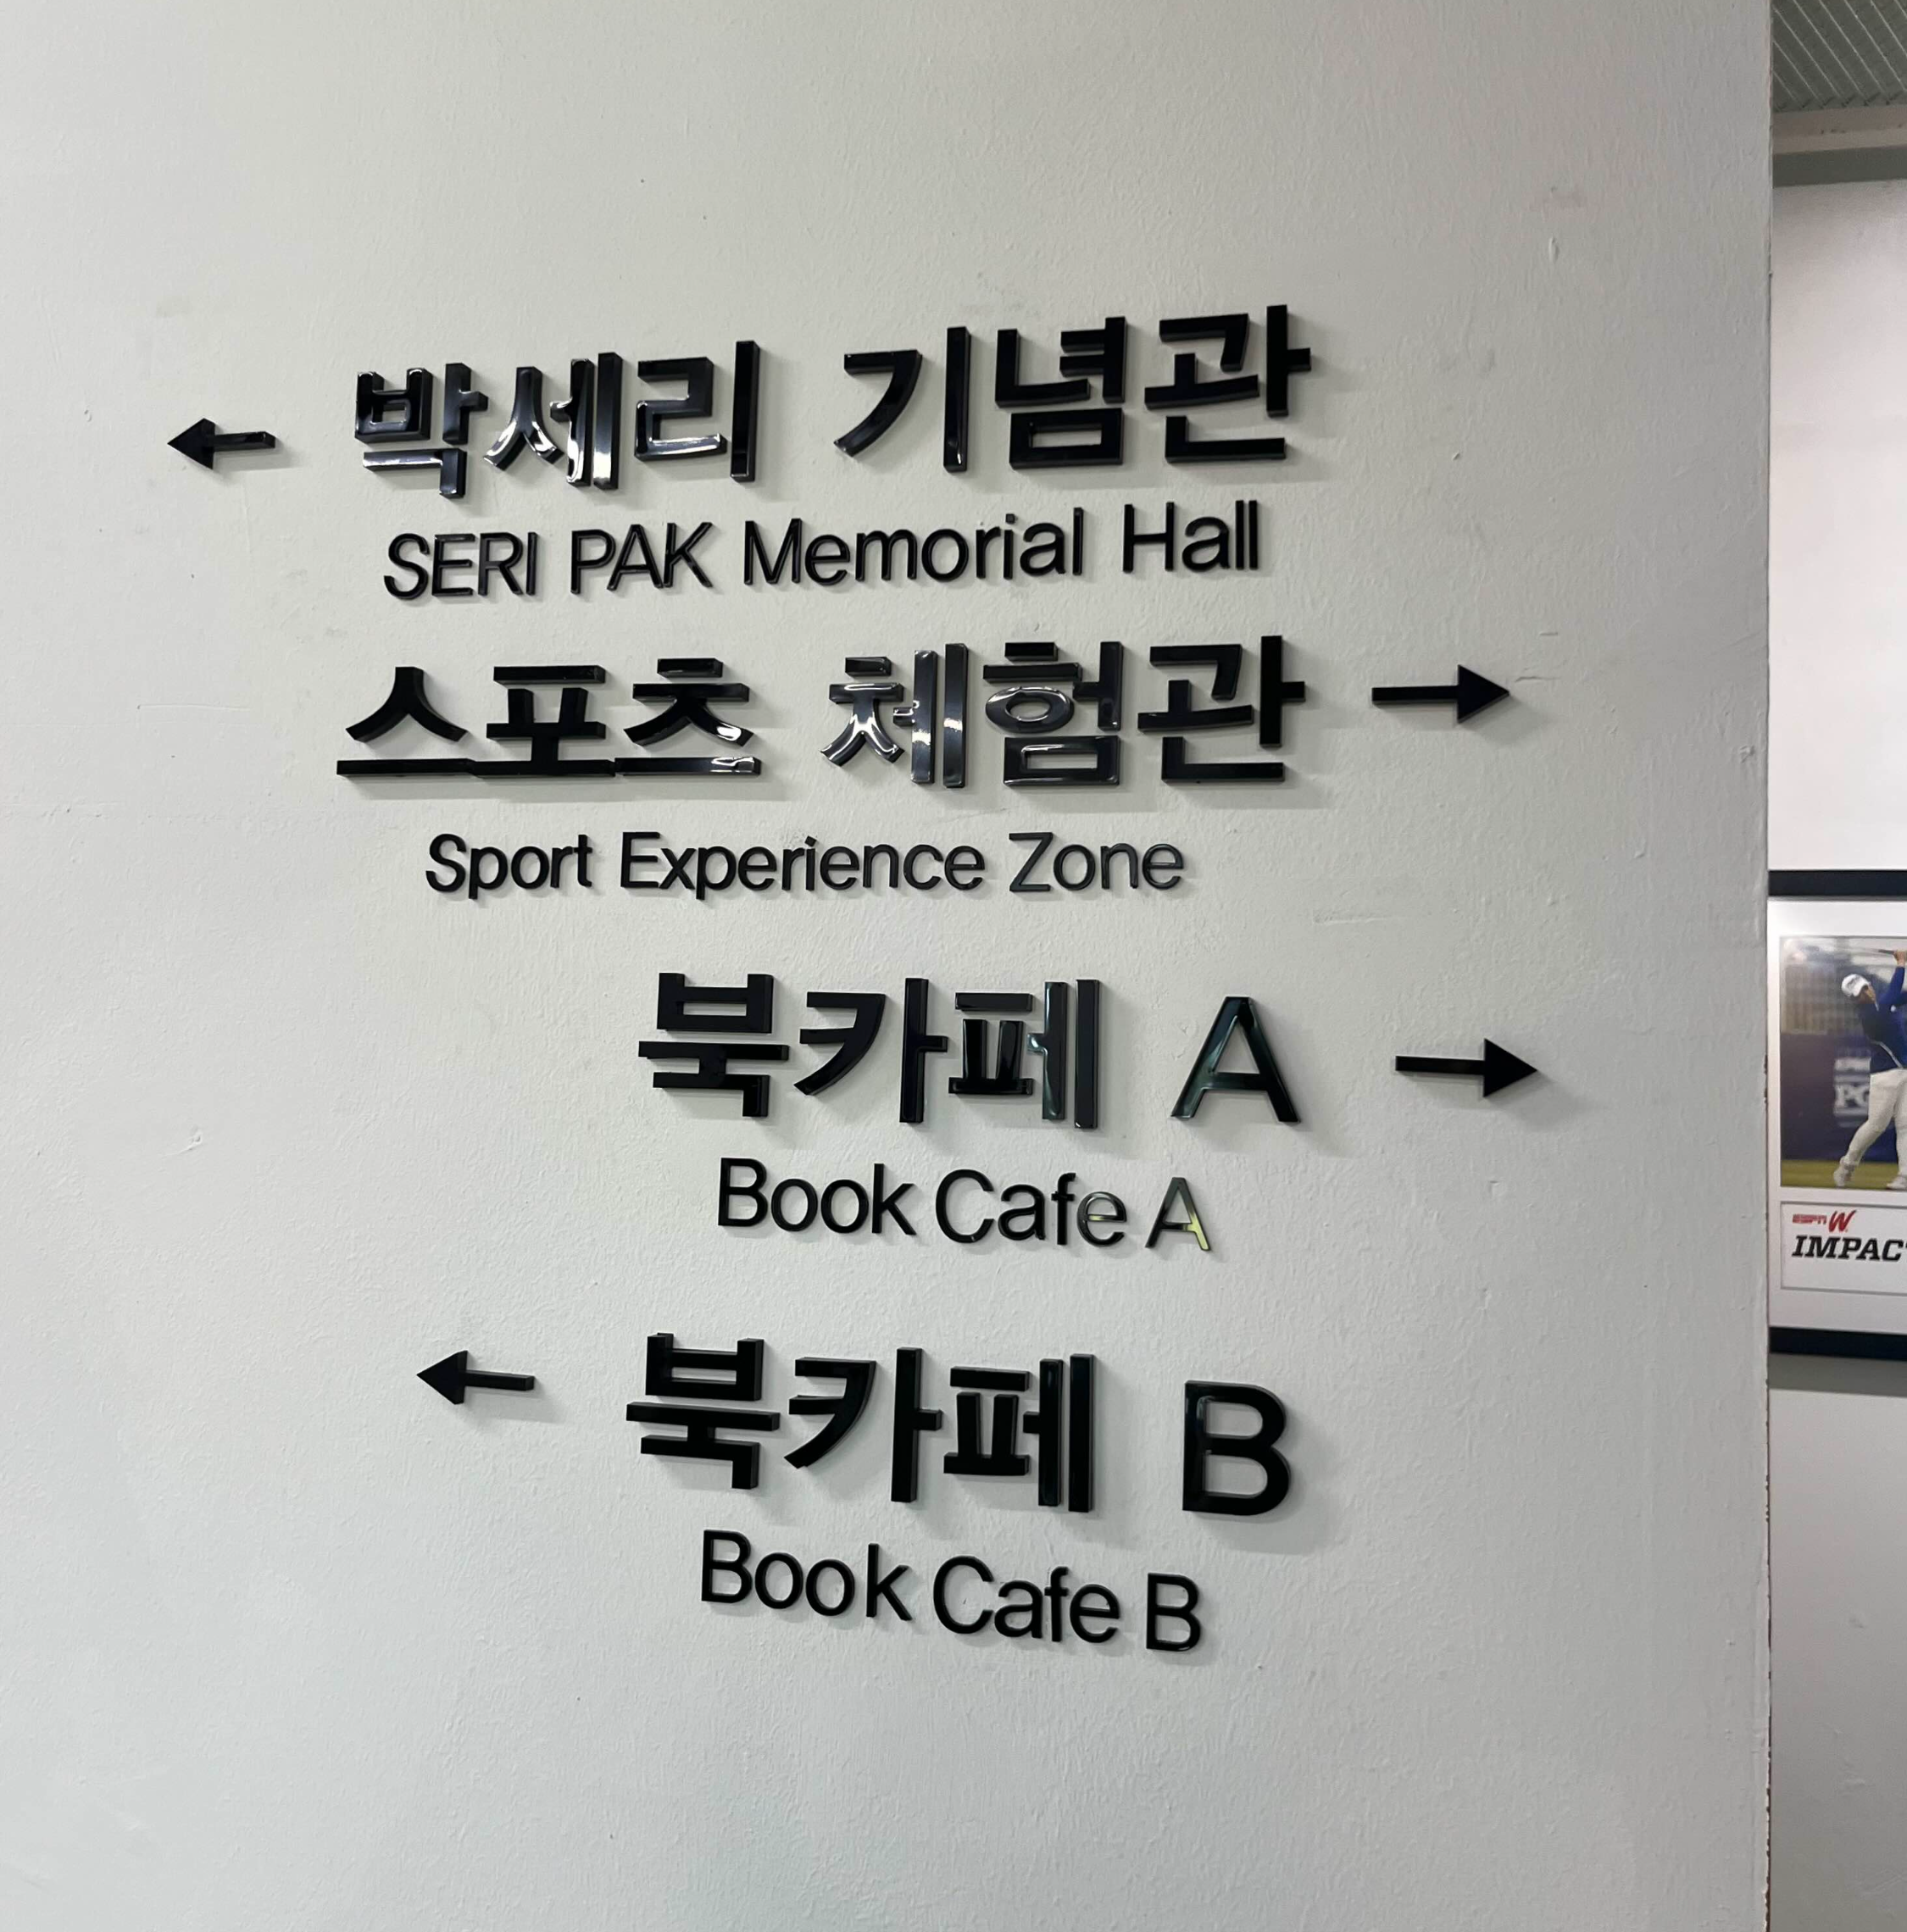 ← 박세리 기념관
SERI PAK Memorial Hall
스포츠 체험관 →
Sport Experience Zone
북카페 A →
Book Cafe A
← 북카페 B
Book Cafe B
ESPN W